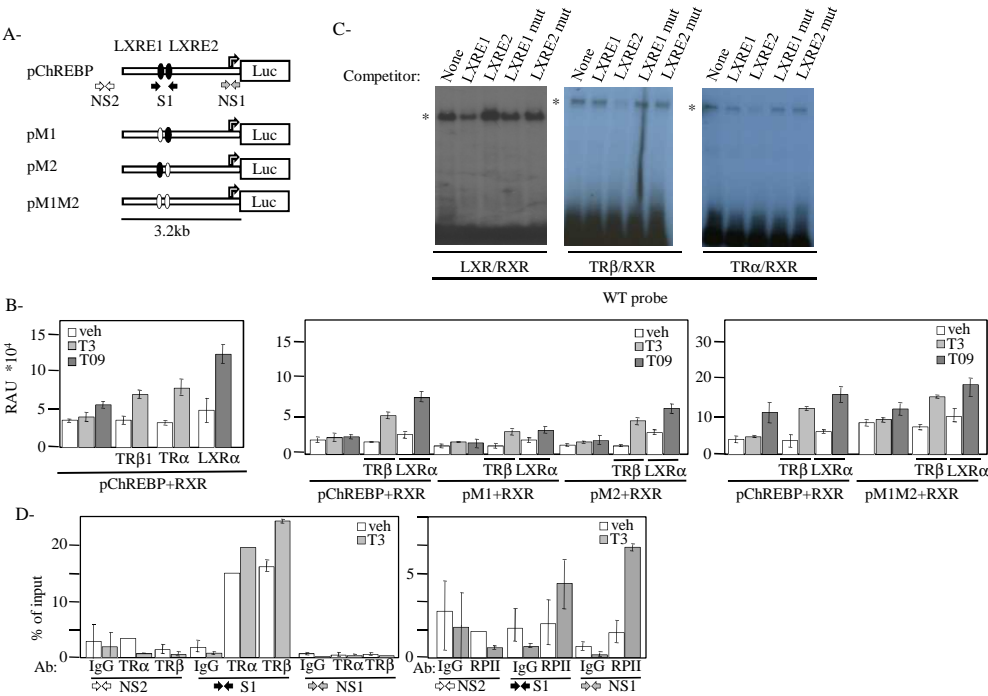 A-
LXRE1 LXRE2
pChREBP
Luc
NS2
S1
NS1
pM1
Luc
pM2
Luc
pM1M2
Luc
3.2kb
C-
Competitor:
None
LXRE1
LXRE2
LXRE1 mut
LXRE2 mut
None
LXRE1
LXRE2
LXRE1 mut
LXRE2 mut
None
LXRE1
LXRE2
LXRE1 mut
LXRE2 mut
*
*
*
LXR/RXR
TRβ/RXR
TRα/RXR
WT probe
B-
RAU *10⁴
15
10
5
0
veh
T3
T09
TRβ1 TRα LXRα
pChREBP+RXR
15
10
5
0
veh
T3
T09
TRβ LXRα
TRβ LXRα
TRβ LXRα
pChREBP+RXR
pM1+RXR
pM2+RXR
30
20
10
0
veh
T3
T09
TRβ LXRα
TRβ LXRα
pChREBP+RXR
pM1M2+RXR
D-
% of input
20
10
0
veh
T3
Ab: IgG TRα TRβ IgG TRα TRβ IgG TRα TRβ
NS2
S1
NS1
5
0
veh
T3
Ab: IgG RPII IgG RPII IgG RPII
NS2
S1
NS1